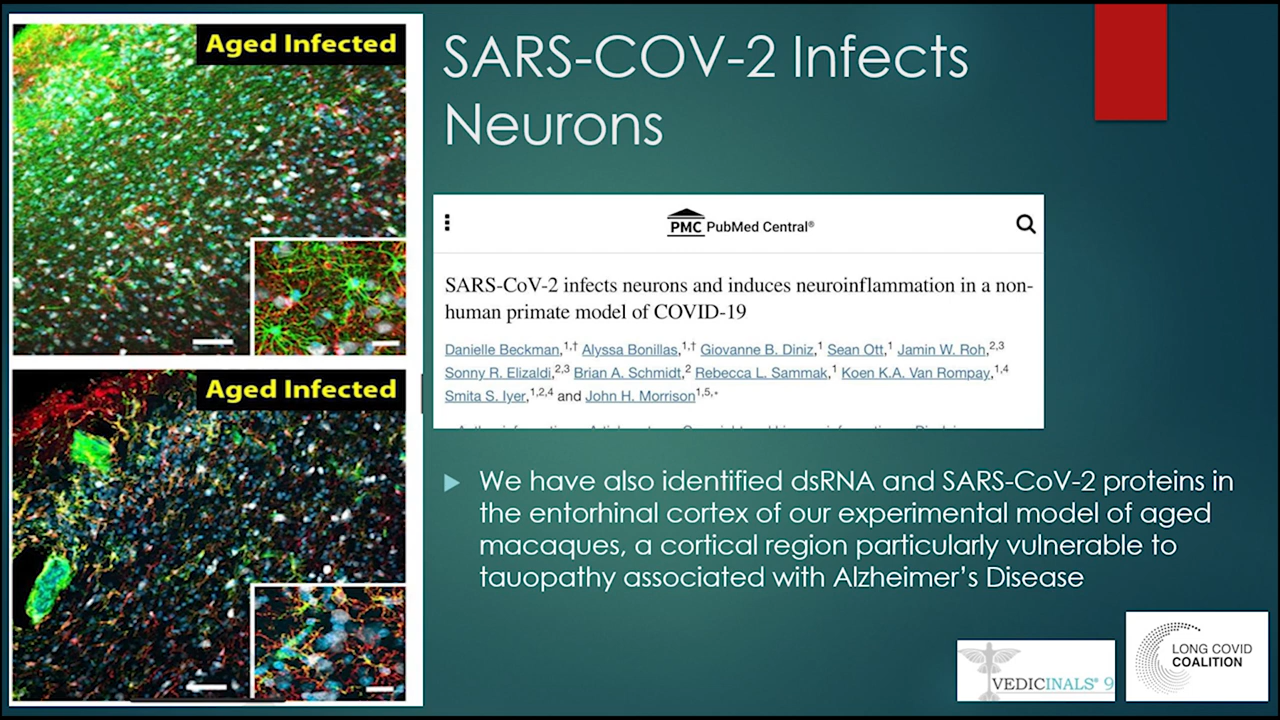 Aged Infected
Aged Infected
SARS-COV-2 Infects
Neurons
PMC PubMed Central®
SARS-CoV-2 infects neurons and induces neuroinflammation in a non-
human primate model of COVID-19
Danielle Beckman,1,† Alyssa Bonillas,1,† Giovanne B. Diniz,1 Sean Ott,1 Jamin W. Roh,2,3
Sonny R. Elizaldi,2,3 Brian A. Schmidt,2 Rebecca L. Sammak,1 Koen K.A. Van Rompay,1,4
Smita S. Iyer,1,2,4 and John H. Morrison1,5,*
We have also identified dsRNA and SARS-CoV-2 proteins in
the entorhinal cortex of our experimental model of aged
macaques, a cortical region particularly vulnerable to
tauopathy associated with Alzheimer's Disease
VEDICINALS® 9
LONG COVID
COALITION